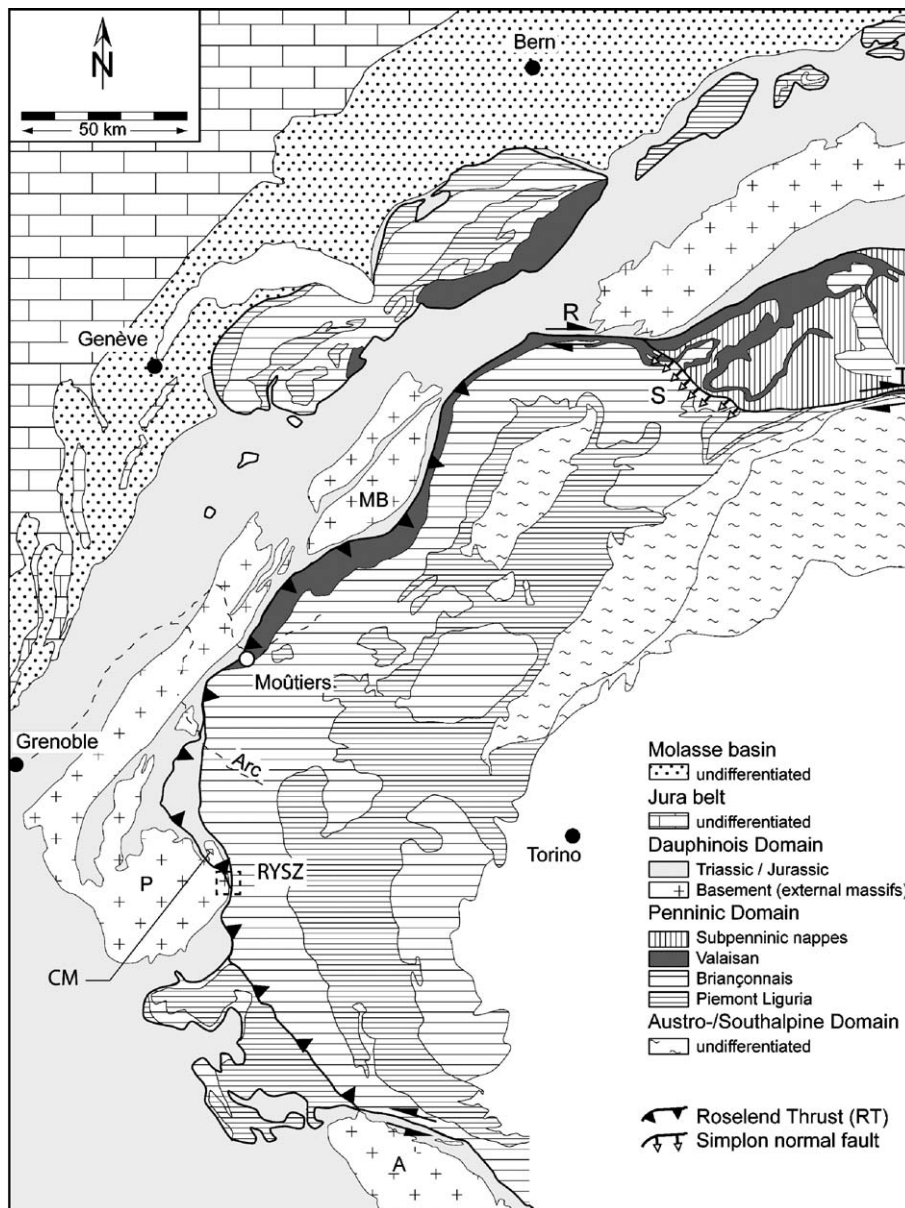 N
50 km
Bern
Genève
R
T
S
MB
Moûtiers
Grenoble
Arc
Torino
P
RYSZ
CM
A
Molasse basin
undifferentiated
Jura belt
undifferentiated
Dauphinois Domain
Triassic / Jurassic
Basement (external massifs)
Penninic Domain
Subpenninic nappes
Valaisan
Briançonnais
Piemont Liguria
Austro-/Southalpine Domain
undifferentiated
Roselend Thrust (RT)
Simplon normal fault